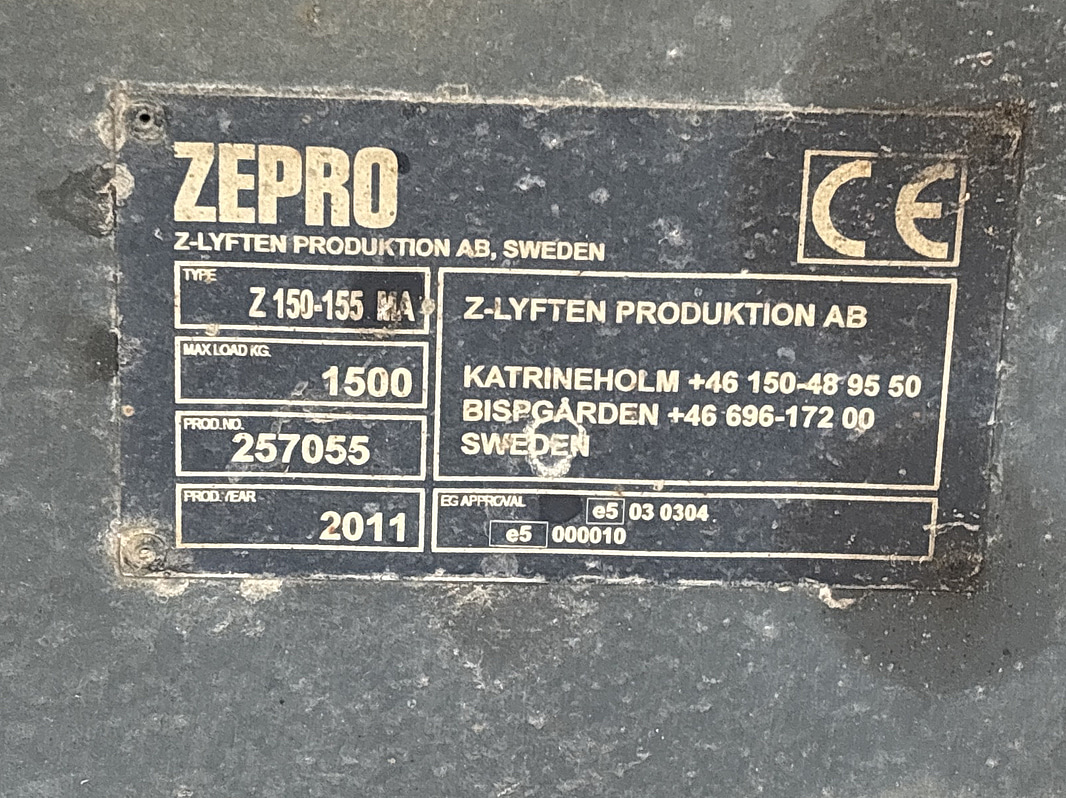 ZEPRO
CE
Z-LYFTEN PRODUKTION AB, SWEDEN
TYPE
Z 150-155 MA
MAX LOAD KG.
1500
PROD.NO.
257055
PROD. YEAR
2011
Z-LYFTEN PRODUKTION AB
KATRINEHOLM +46 150-48 95 50
BISPGÅRDEN +46 696-172 00
SWEDEN
EG APPROVAL
e5 03 0304
e5 000010